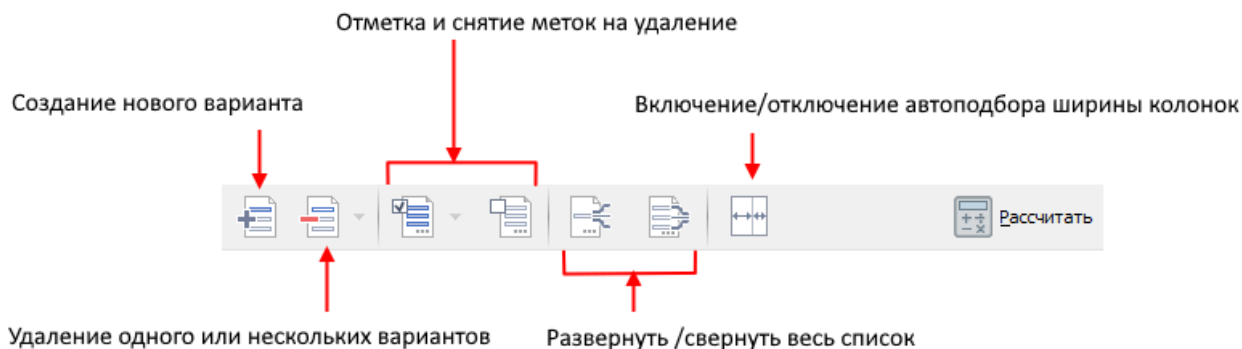 Отметка и снятие меток на удаление
Создание нового варианта
Включение/отключение автоподбора ширины колонок
Рассчитать
Удаление одного или нескольких вариантов
Развернуть /свернуть весь список